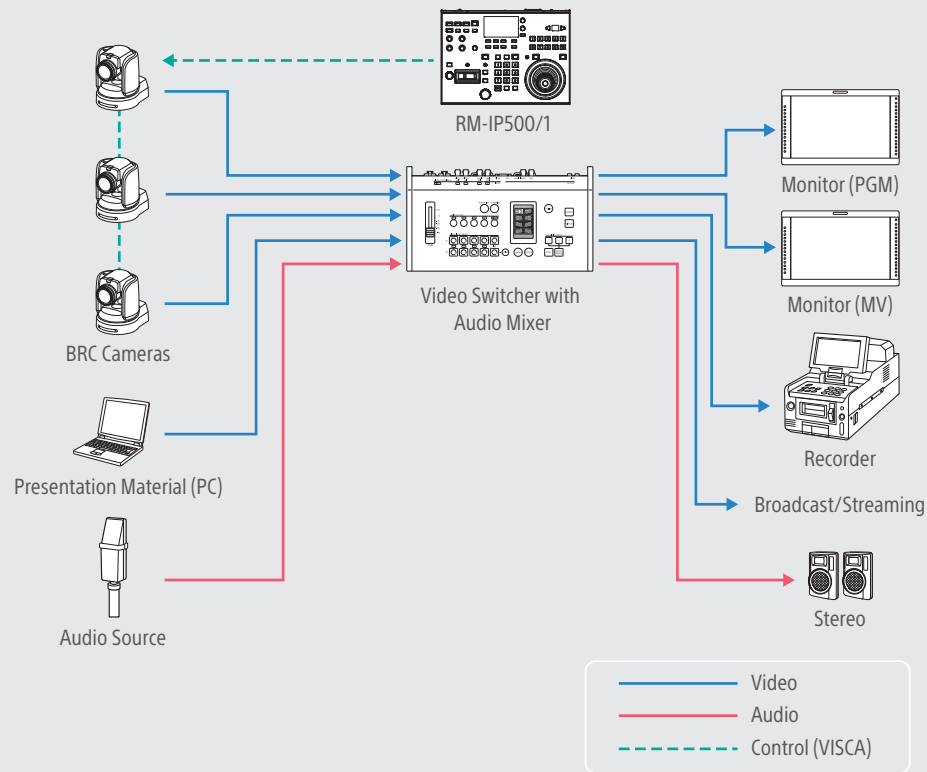 RM-IP500/1
Monitor (PGM)
Video Switcher with
Audio Mixer
Monitor (MV)
BRC Cameras
Recorder
Presentation Material (PC)
Broadcast/Streaming
Audio Source
Stereo
Video
Audio
Control (VISCA)